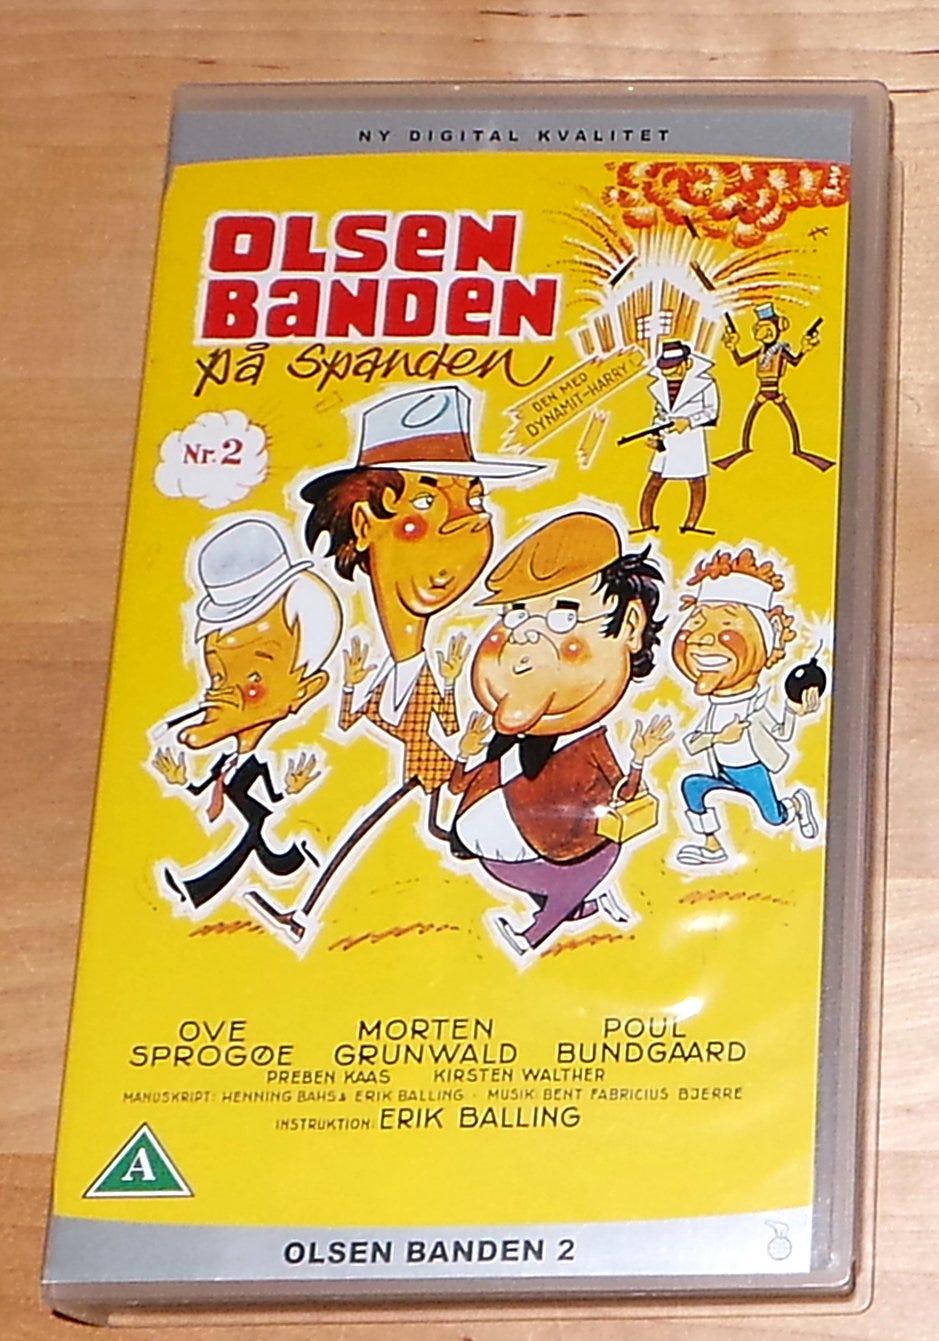 NY DIGITAL KVALITET
OLSEN
BANDEN
på spanden
DEN MED
DYNAMIT-HARRY
Nr. 2
OVE
SPROGØE
MORTEN
GRUNWALD
POUL
BUNDGAARD
PREBEN KAAS KIRSTEN WALTHER
MANUSKRIPT: HENNING BAHS & ERIK BALLING · MUSIK: BENT FABRICIUS BJERRE
INSTRUKTION: ERIK BALLING
A
OLSEN BANDEN 2